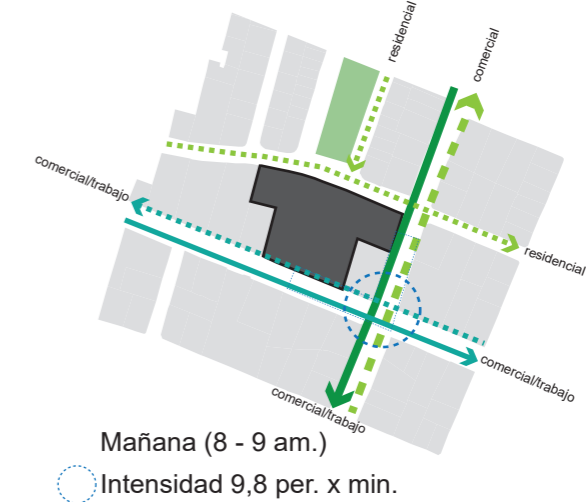 residencial
comercial
comercial/trabajo
residencial
comercial/trabajo
comercial/trabajo
Mañana (8 - 9 am.)
Intensidad 9,8 per. x min.